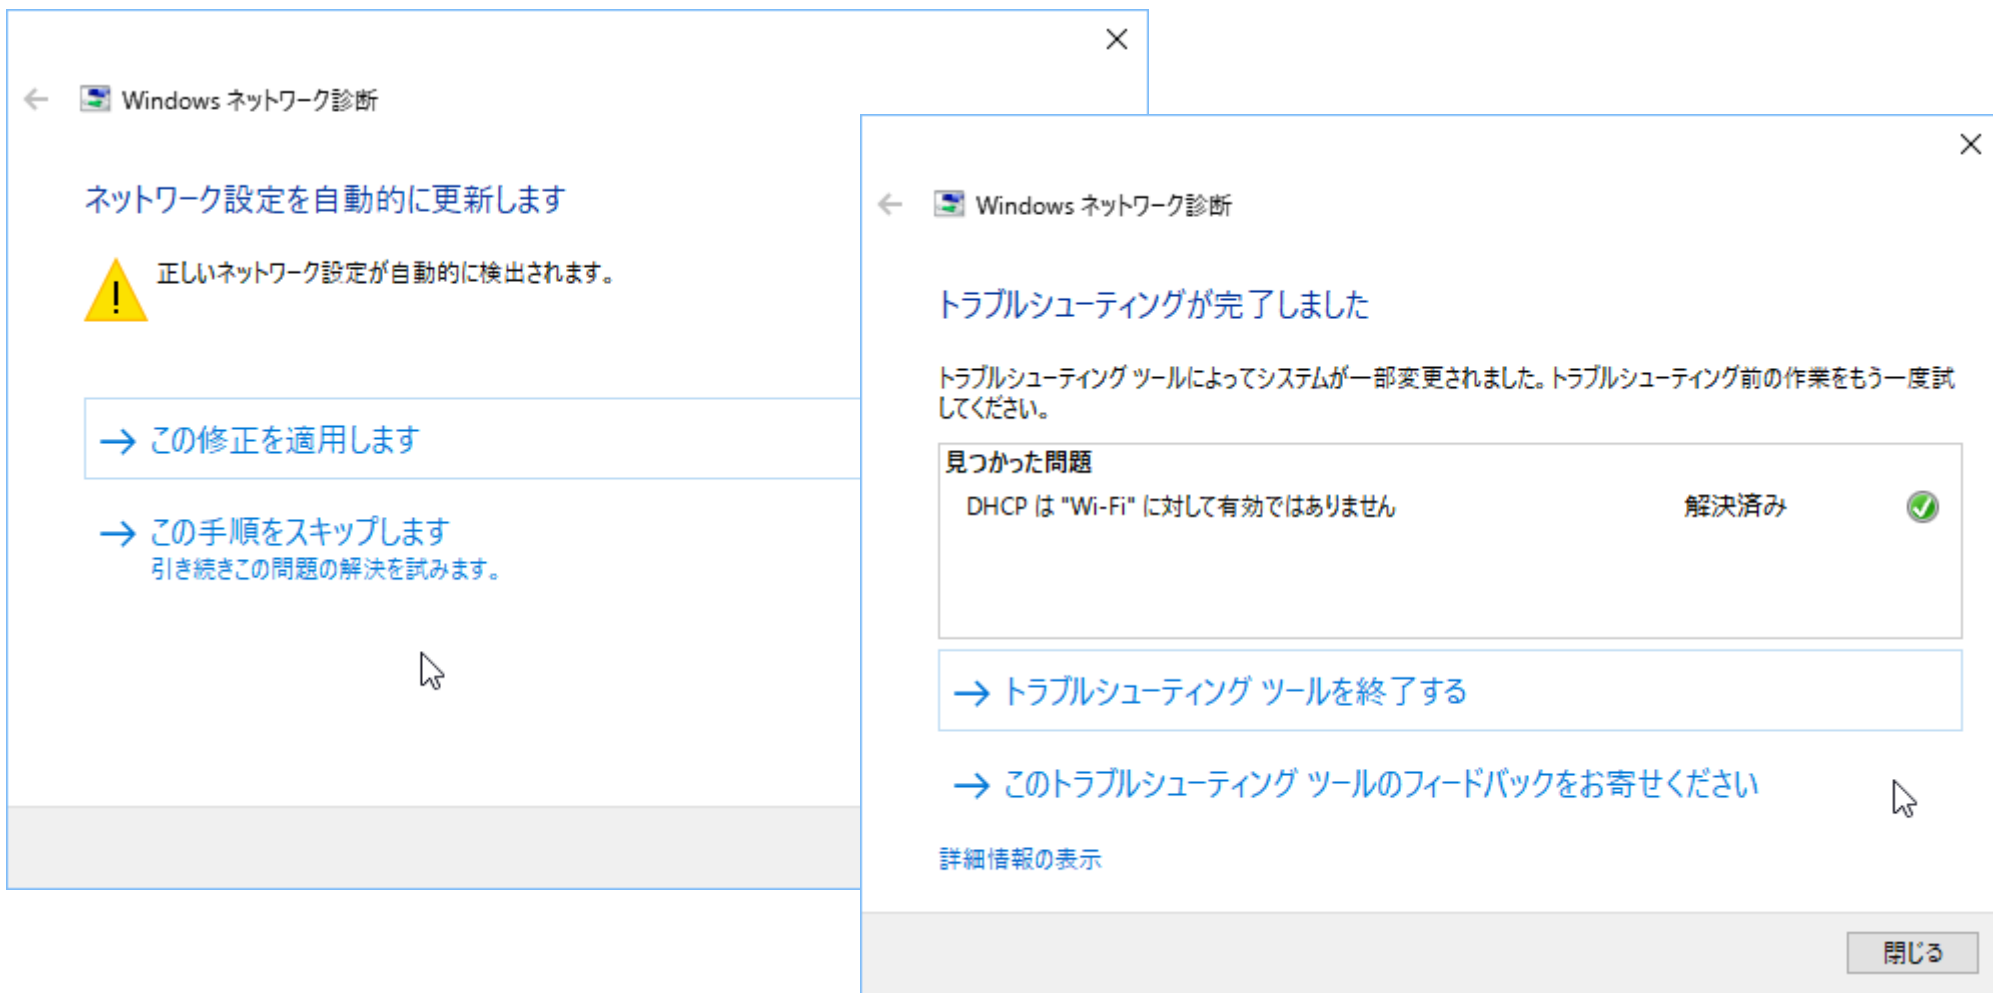 Windows ネットワーク診断
ネットワーク設定を自動的に更新します
正しいネットワーク設定が自動的に検出されます。
この修正を適用します
この手順をスキップします
引き続きこの問題の解決を試みます。
Windows ネットワーク診断
トラブルシューティングが完了しました
トラブルシューティング ツールによってシステムが一部変更されました。トラブルシューティング前の作業をもう一度試
してください。
見つかった問題
DHCP は "Wi-Fi" に対して有効ではありません 解決済み
トラブルシューティング ツールを終了する
このトラブルシューティング ツールのフィードバックをお寄せください
詳細情報の表示
閉じる